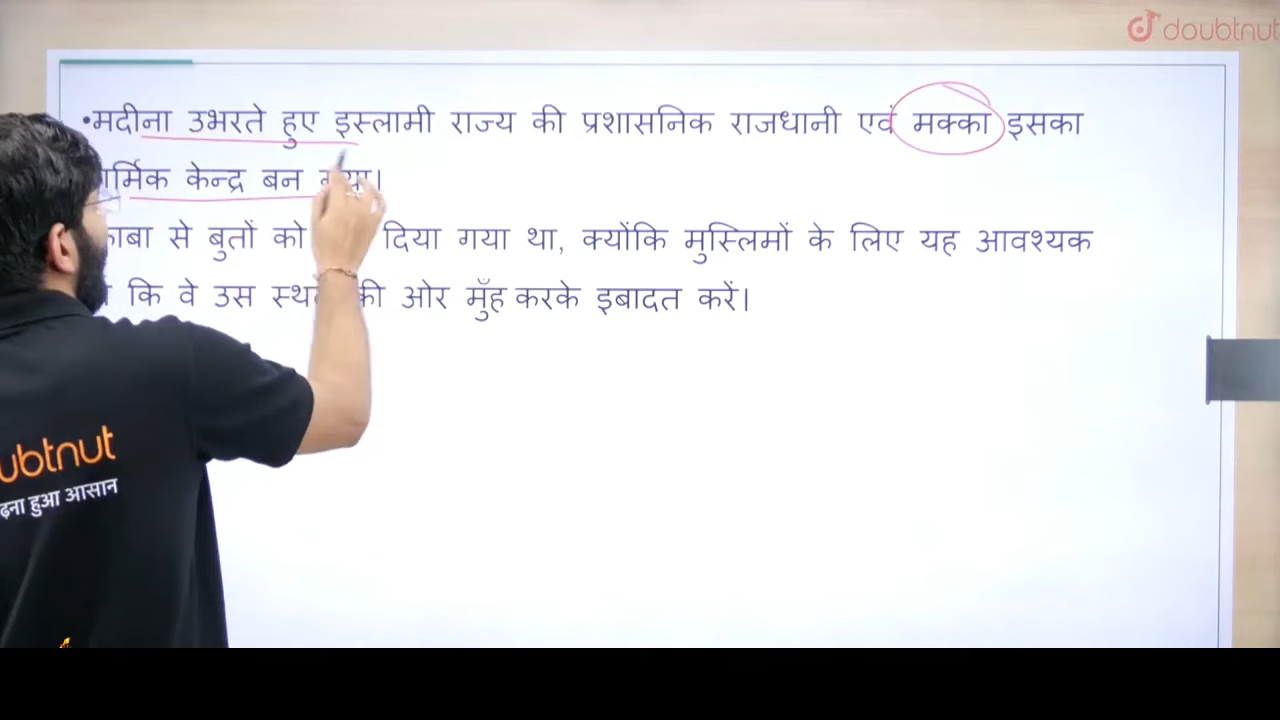 doubtnut
•मदीना उभरते हुए इस्लामी राज्य की प्रशासनिक राजधानी एवं मक्का इसका
केन्द्र बन गया।
से बुतों को दिया गया था, क्योंकि मुस्लिमों के लिए यह आवश्यक
कि वे उस की ओर मुँह करके इबादत करें।
ubtnut
ढ़ना हुआ आसान